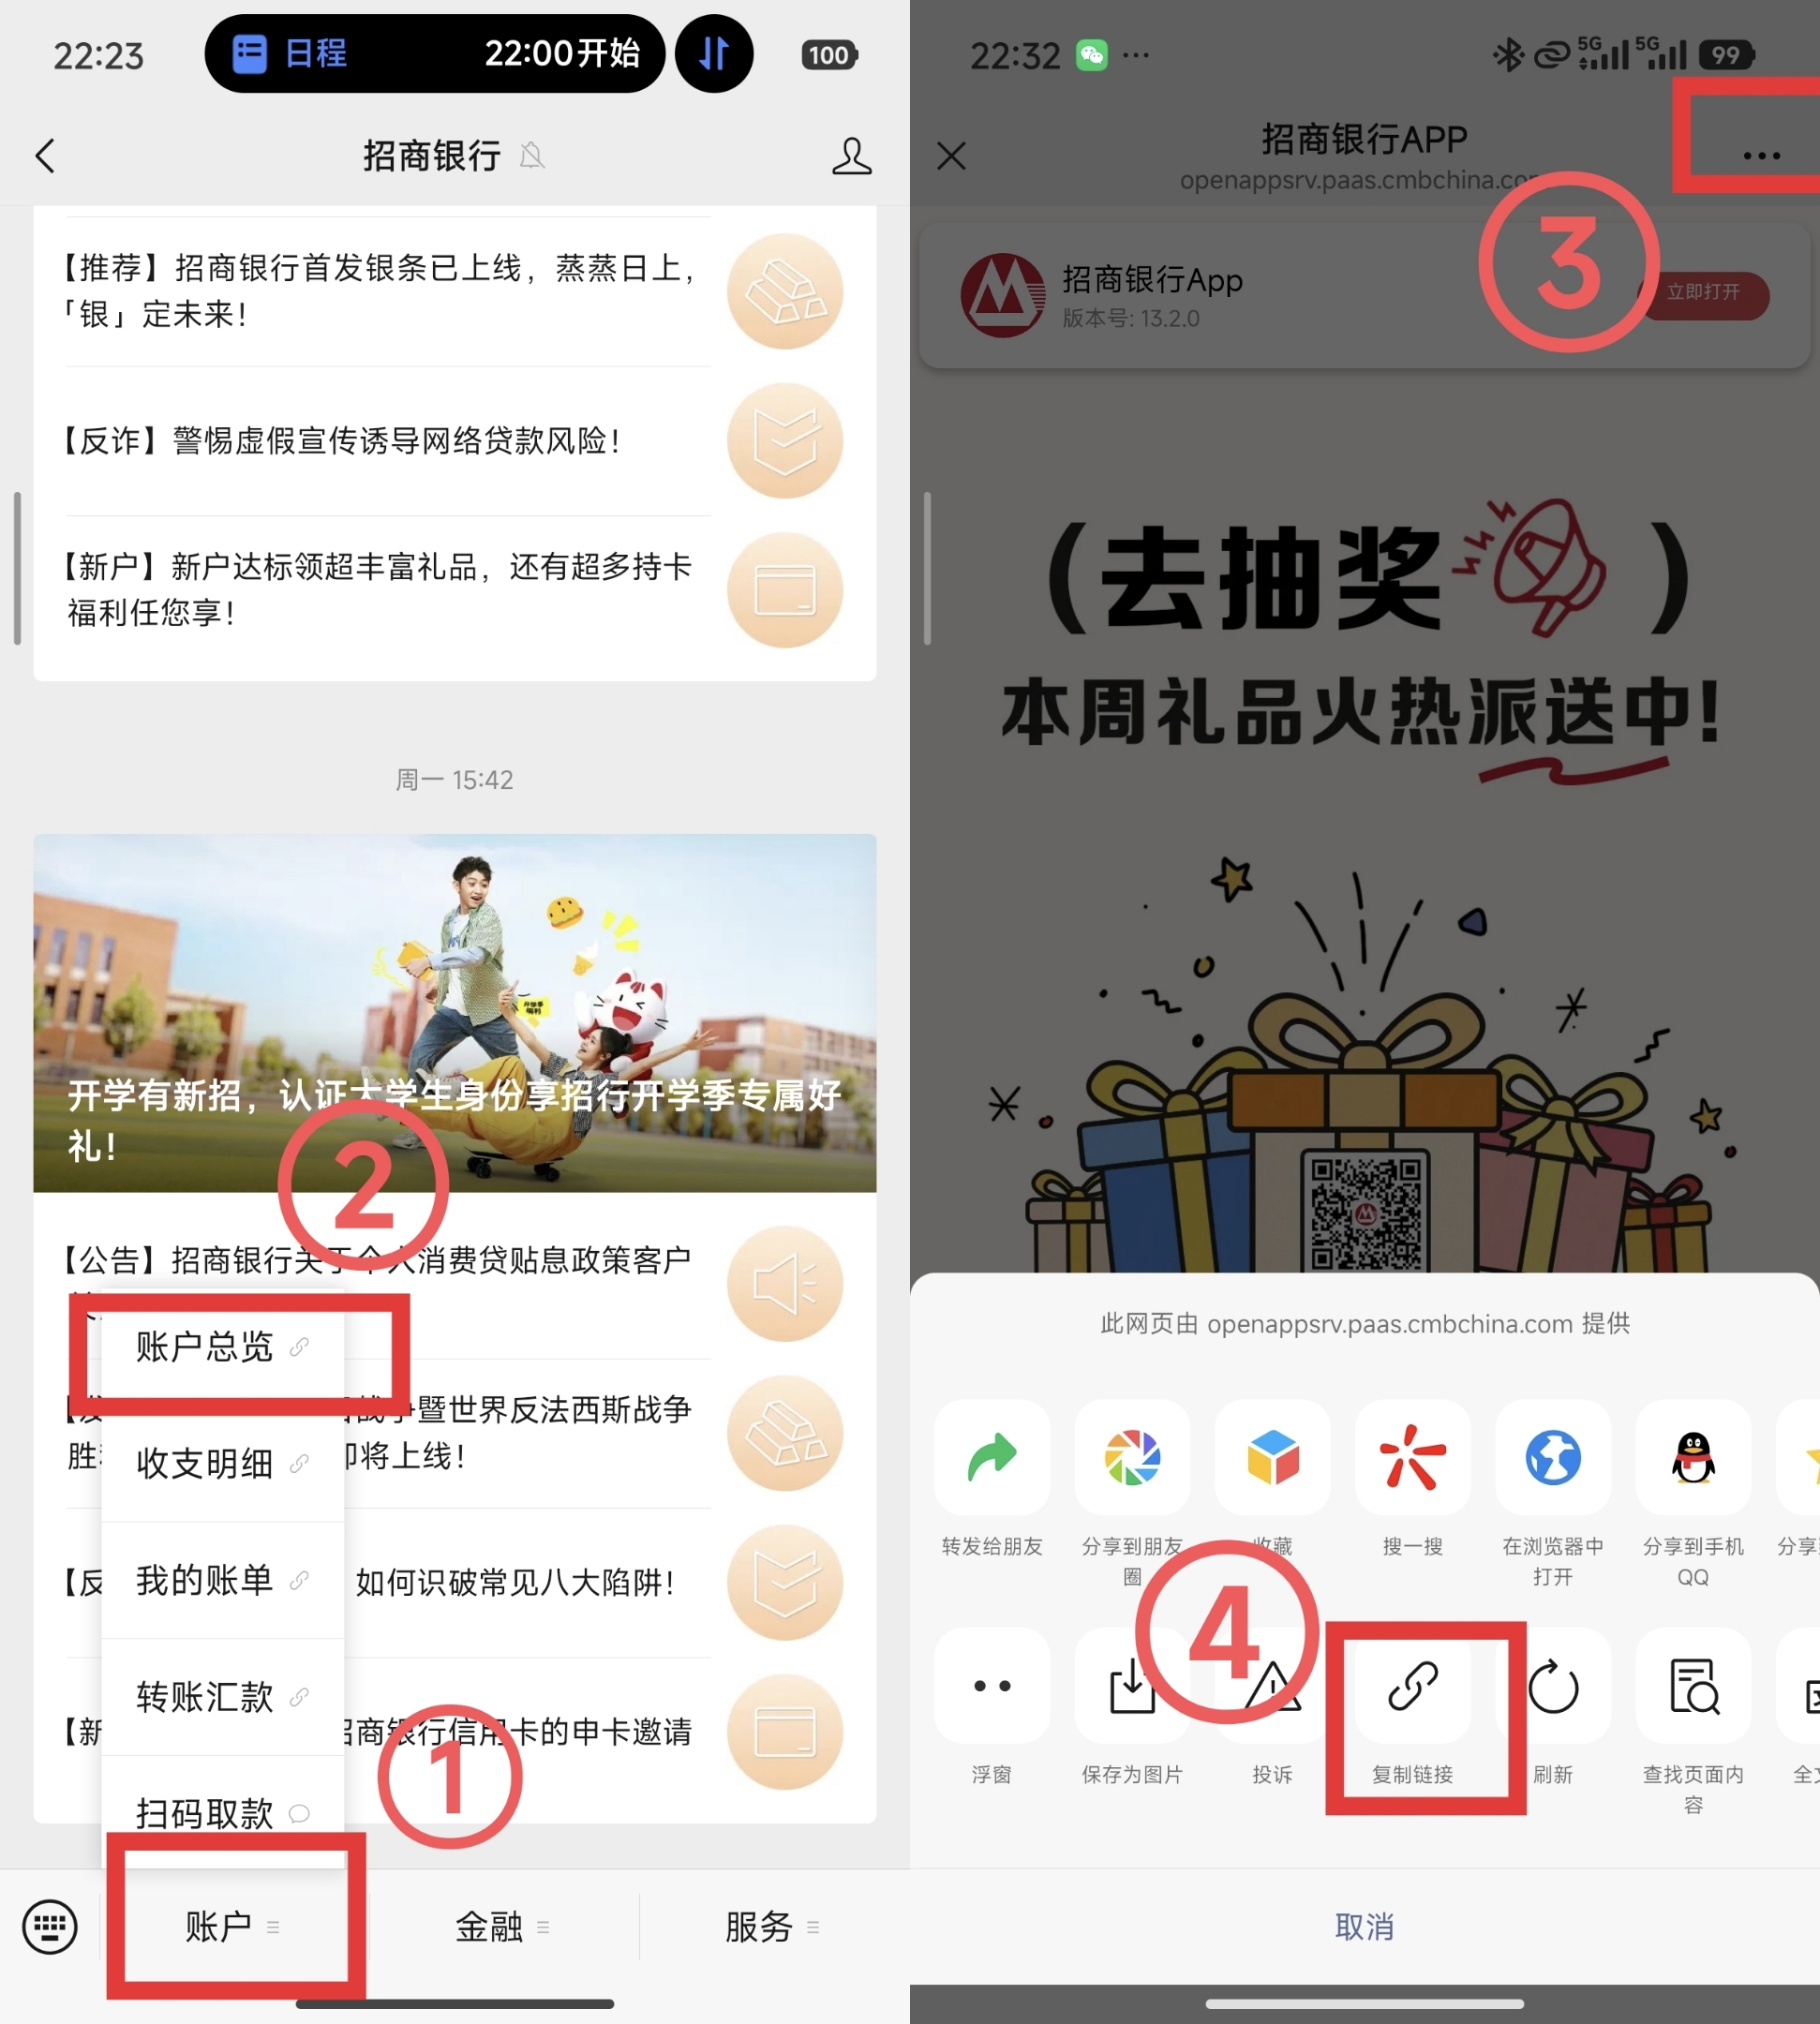 22:23
日程
22:00开始
100
招商银行
【推荐】招商银行首发银条已上线，蒸蒸日上，
「银」定未来！
【反诈】警惕虚假宣传诱导网络贷款风险！
【新户】新户达标领超丰富礼品，还有超多持卡
福利任您享！
周一 15:42
开学有新招，认证大学生身份享招行开学季专属好
礼！
②
【公告】招商银行关于个人消费贷贴息政策客户
账户总览
战争暨世界反法西斯战争
胜
即将上线！
收支明细
【反
我的账单
如何识破常见八大陷阱！
转账汇款
【新
招商银行信用卡的申卡邀请
①
扫码取款
账户
金融
服务
22:32
5G
5G
99
招商银行APP
openappsrv.paas.cmbchina.co
③
招商银行App
版本号: 13.2.0
立即打开
（去抽奖）
本周礼品火热派送中！
此网页由 openappsrv.paas.cmbchina.com 提供
转发给朋友
分享到朋友
圈
收藏
搜一搜
在浏览器中
打开
分享到手机
QQ
分享
④
浮窗
保存为图片
投诉
复制链接
刷新
查找页面内
容
取消